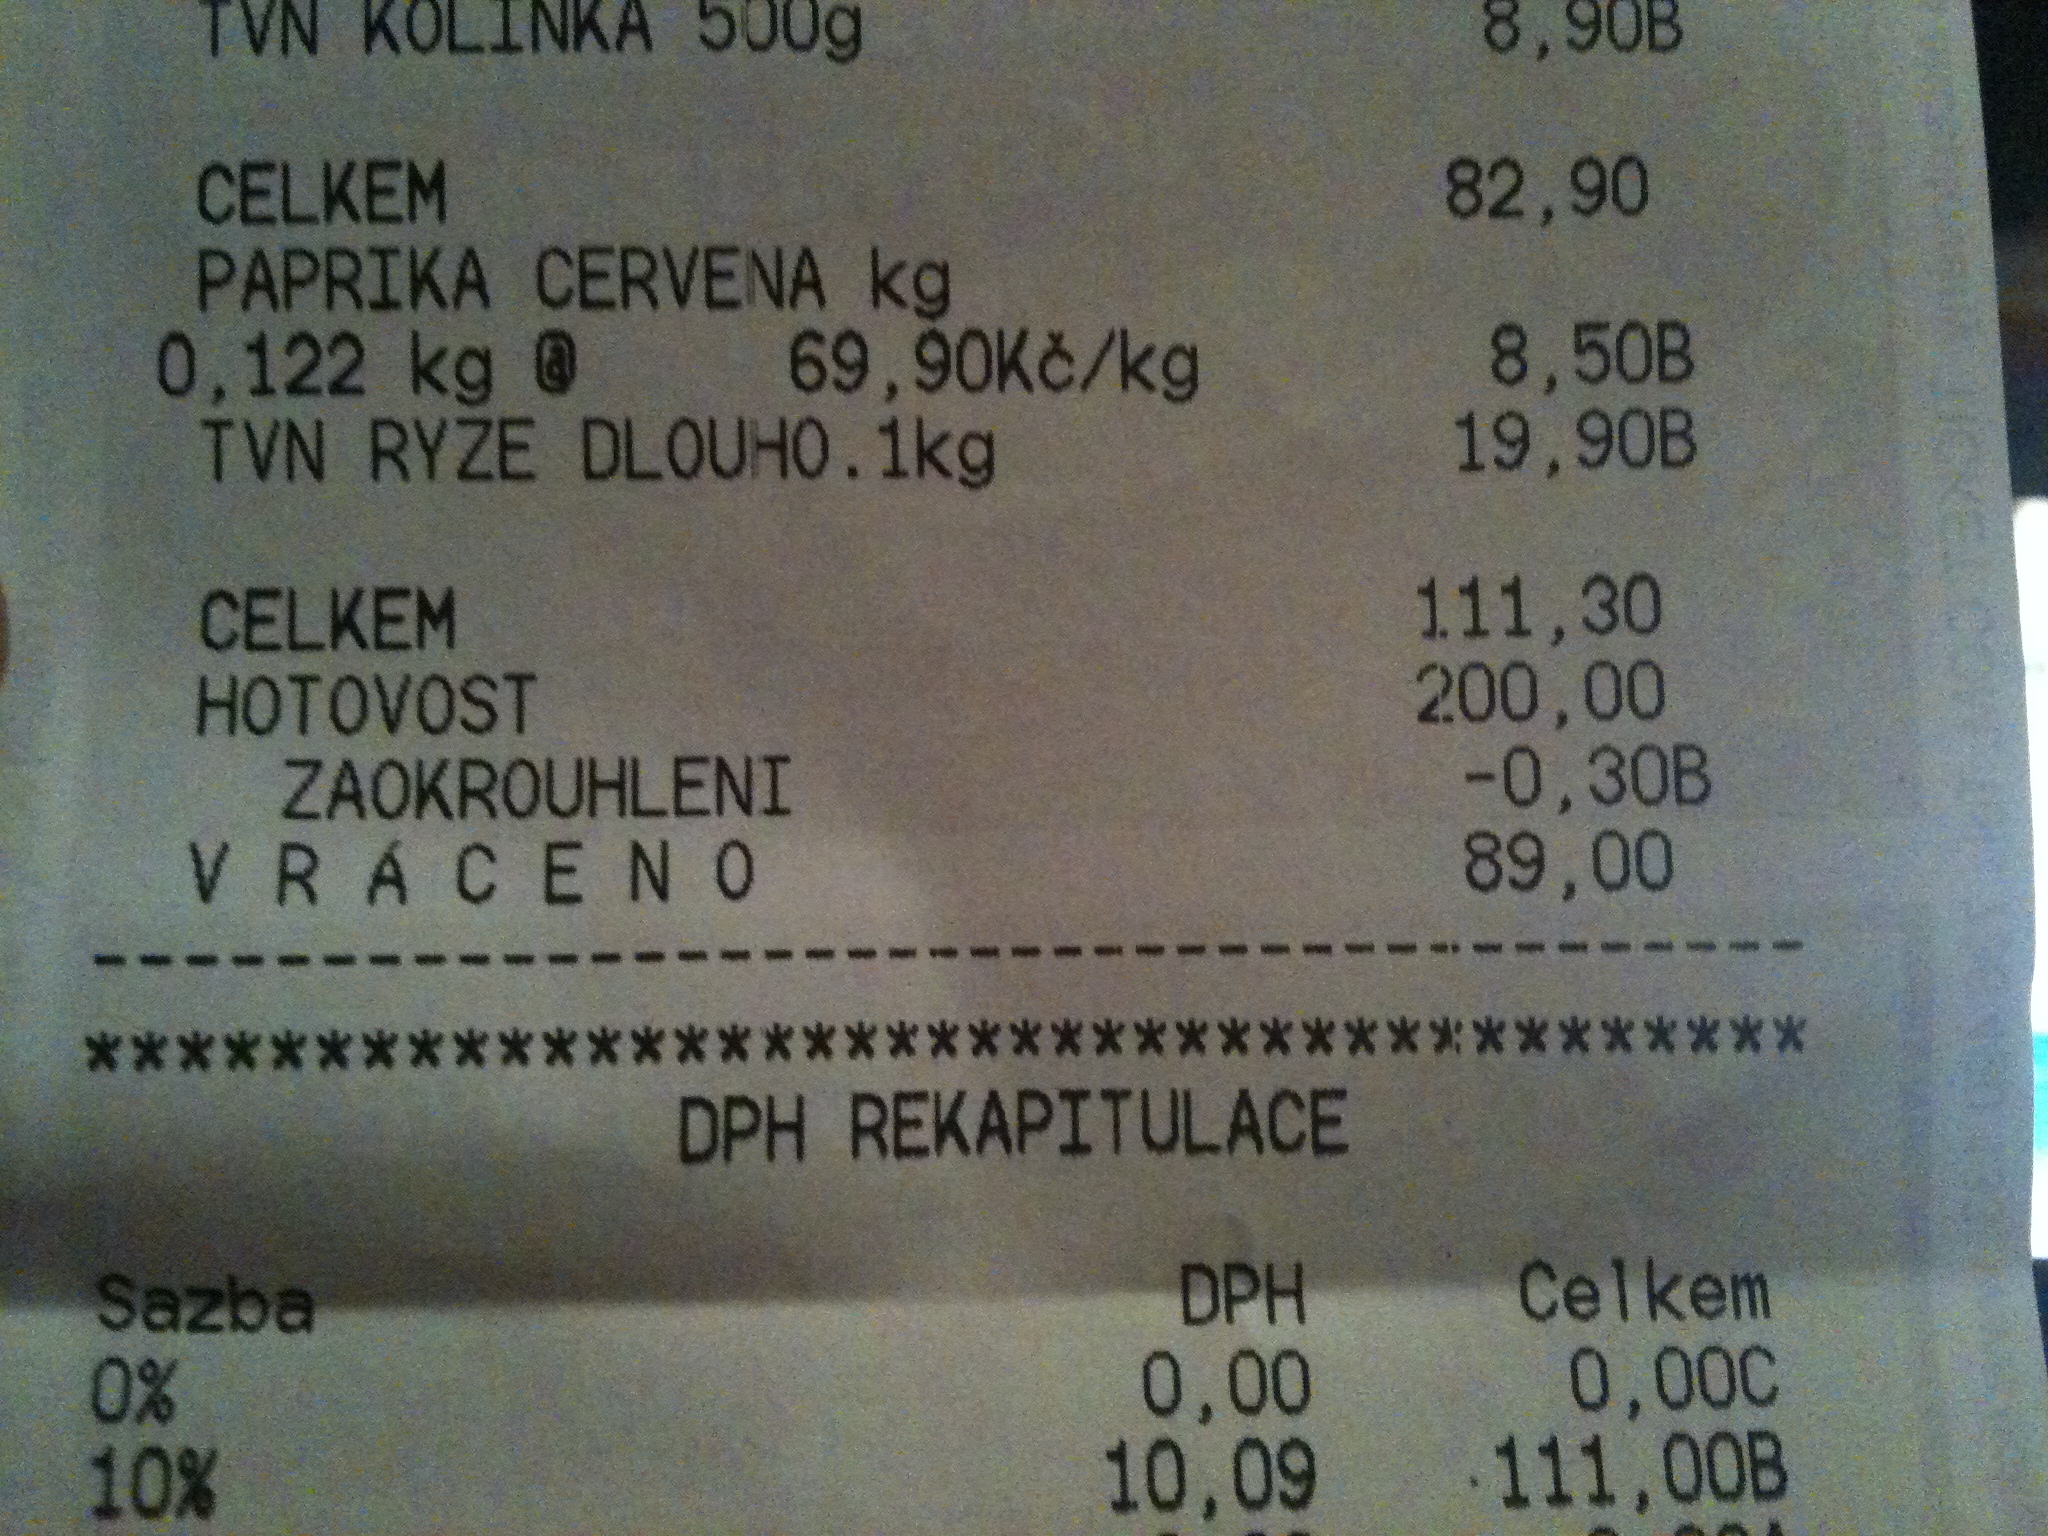 TVN KOLINKA 500g 8,90B
CELKEM 82,90
PAPRIKA CERVENA kg
0,122 kg @ 69,90Kč/kg 8,50B
TVN RYZE DLOUHO.1kg 19,90B
CELKEM 111,30
HOTOVOST 200,00
ZAOKROUHLENI -0,30B
V R Á C E N O 89,00
----------------------------------------
****************************************
DPH REKAPITULACE
Sazba DPH Celkem
0% 0,00 0,00C
10% 10,09 111,00B